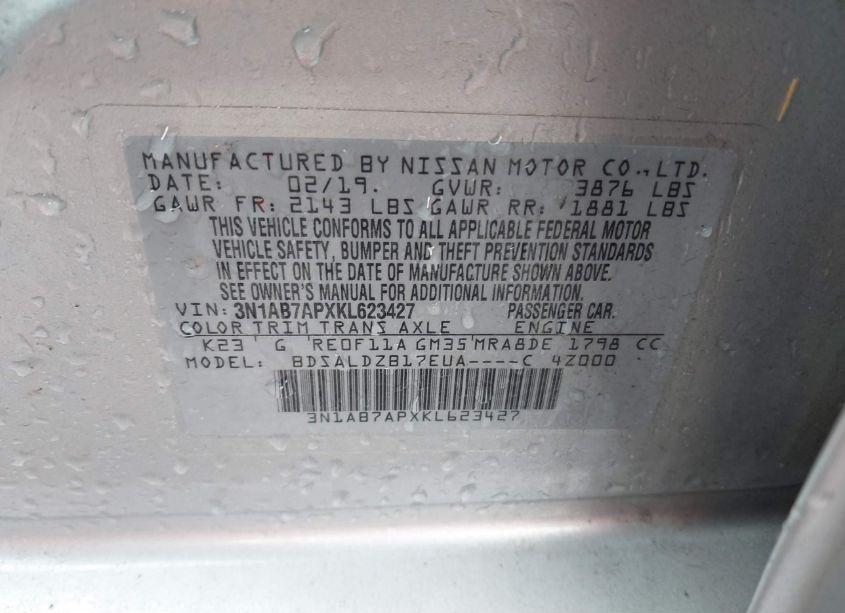 MANUFACTURED BY NISSAN MOTOR CO., LTD.
DATE: 02/19. GVWR: 3876 LBS
GAWR FR: 2143 LBS GAWR RR: 1881 LBS
THIS VEHICLE CONFORMS TO ALL APPLICABLE FEDERAL MOTOR
VEHICLE SAFETY, BUMPER AND THEFT PREVENTION STANDARDS
IN EFFECT ON THE DATE OF MANUFACTURE SHOWN ABOVE.
SEE OWNER'S MANUAL FOR ADDITIONAL INFORMATION.
VIN: 3N1AB7APXKL623427 PASSENGER CAR.
COLOR TRIM TRANS AXLE ENGINE
K23 G RE0F11A GM35 MRA8DE 1798 CC
MODEL: BDSALDZB17EUA----C 4Z000
3N1AB7APXKL623427